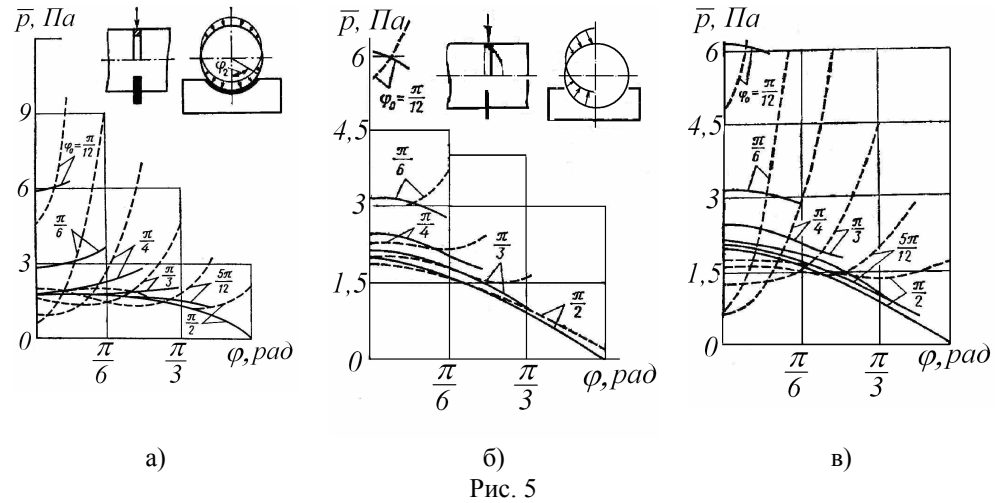 p̅, Па
9
6
3
0
φ₂
φ₀=π/12
π/6
π/4
π/3
5π/12
π/2
π/6
π/3
φ, рад
p̅, Па
6
4,5
3
1,5
0
φ₀=π/12
π/6
π/4
π/3
π/2
π/6
π/3
φ, рад
p̅, Па
6
4,5
3
1,5
0
φ₀=π/12
π/6
π/4
π/3
5π/12
π/2
π/6
π/3
φ, рад
а)
б)
в)
Рис. 5